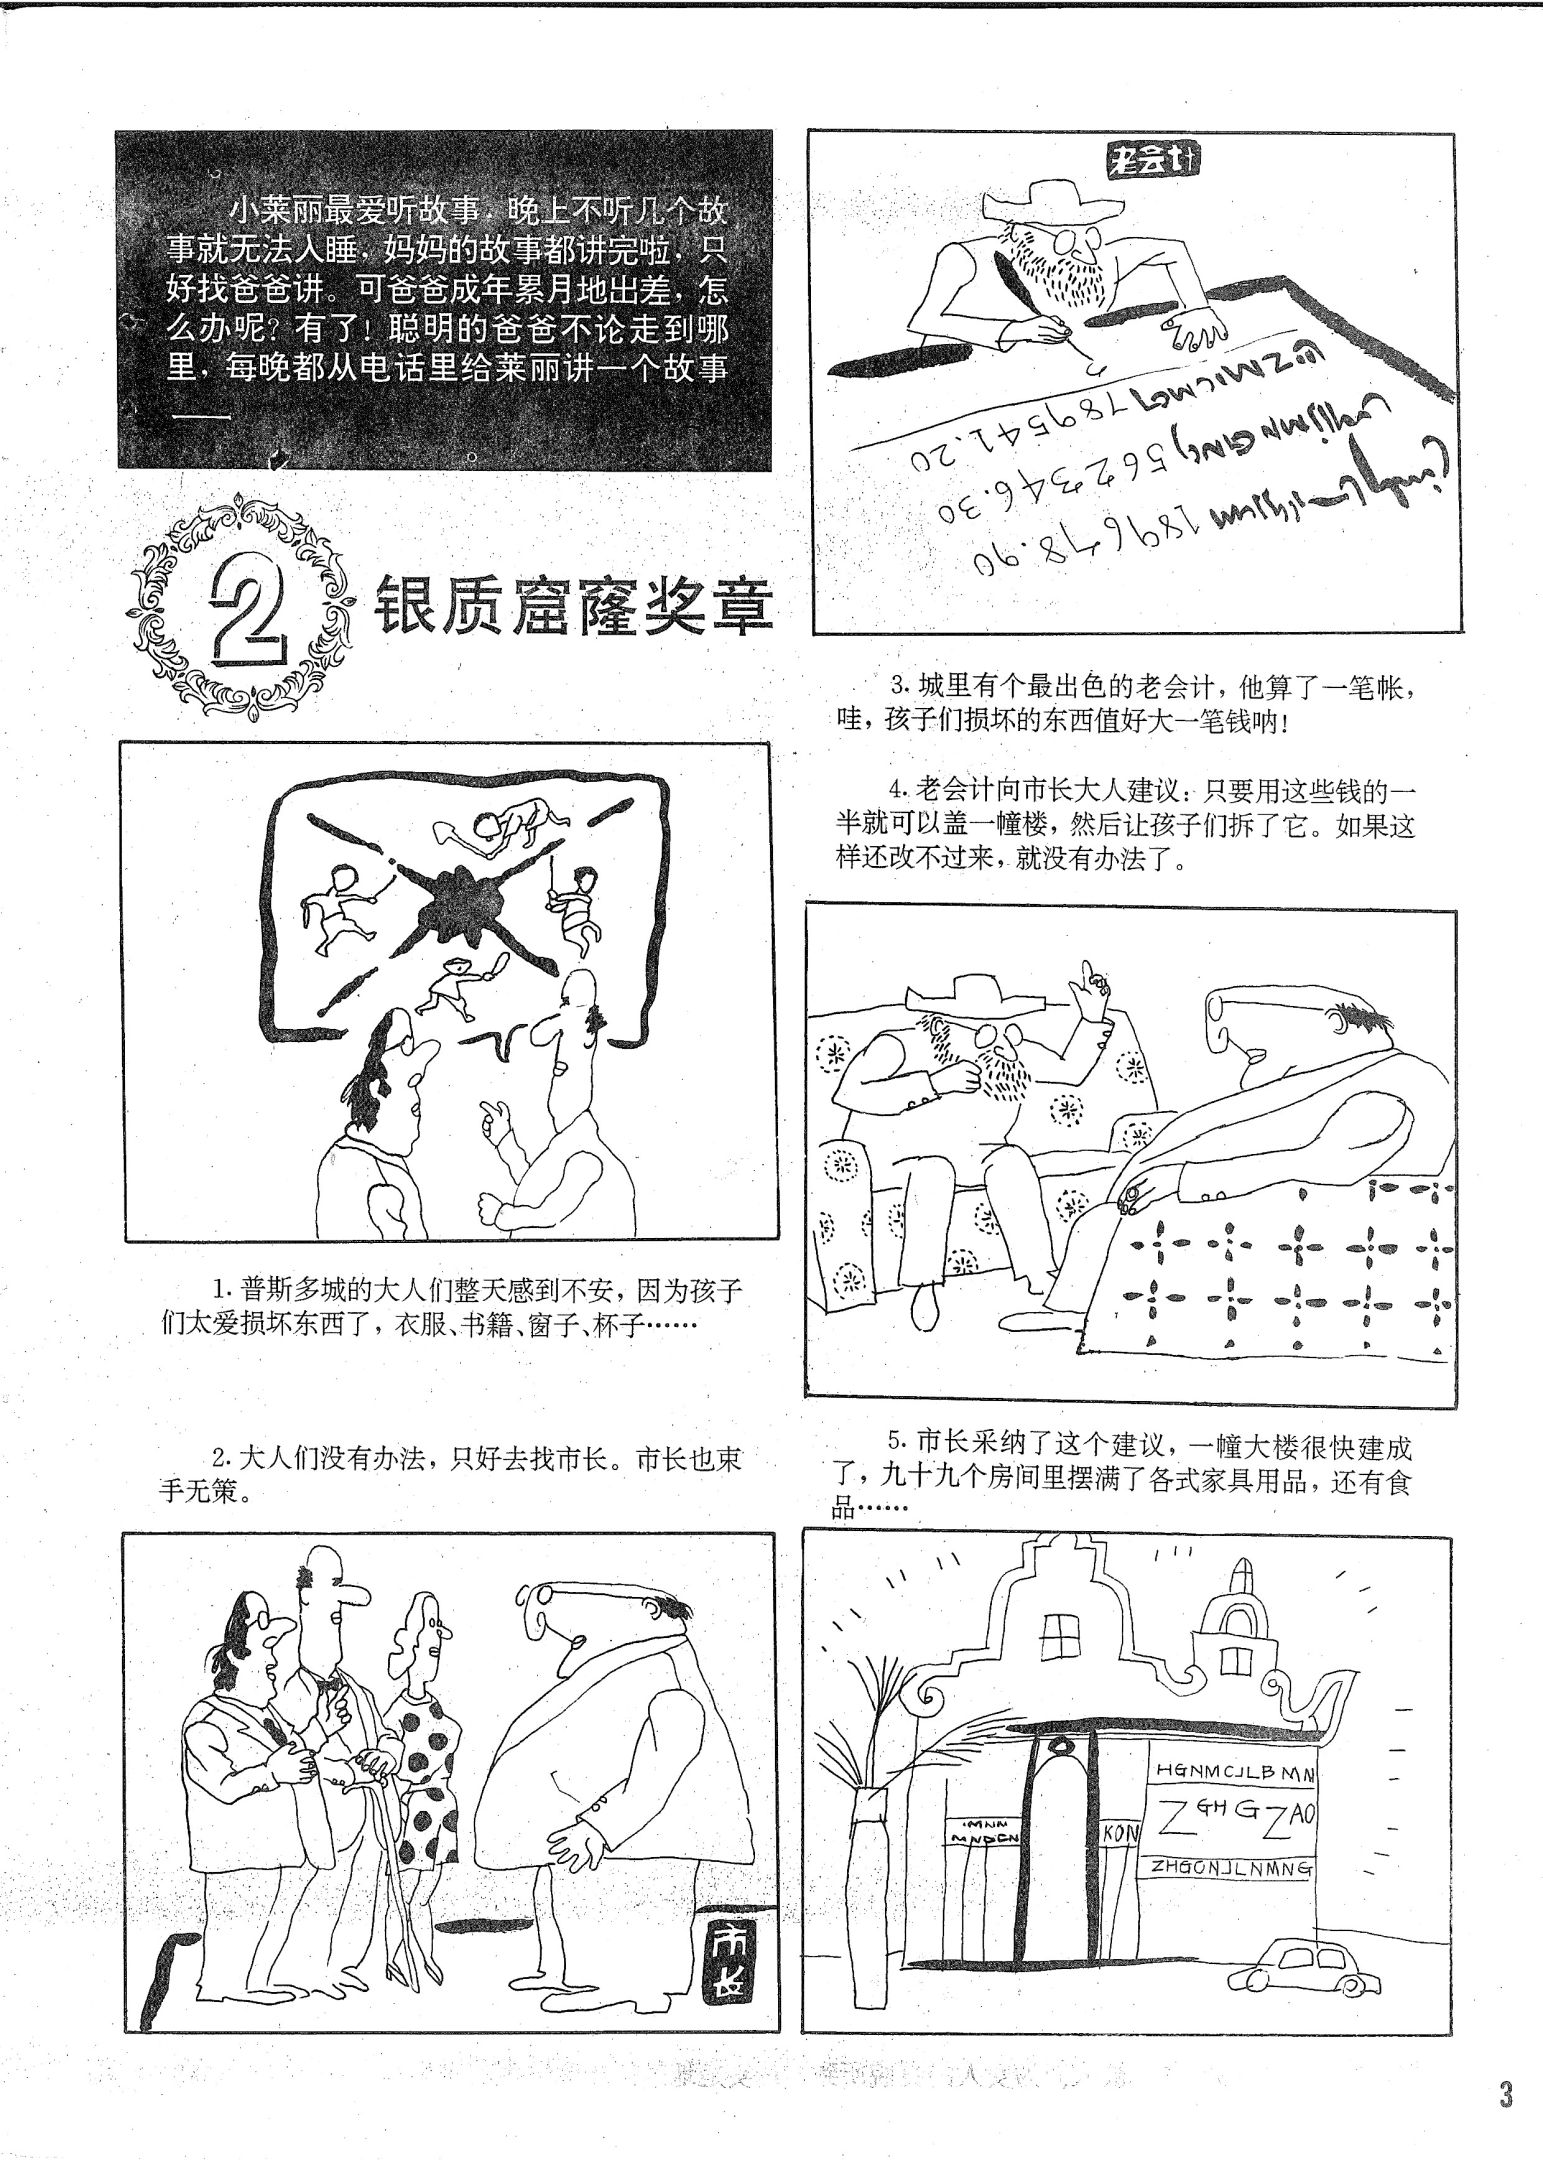 小莱丽最爱听故事，晚上不听几个故
事就无法入睡，妈妈的故事都讲完啦，只
好找爸爸讲。可爸爸成年累月地出差，怎
么办呢？有了！聪明的爸爸不论走到哪
里，每晚都从电话里给莱丽讲一个故事
——
2
银质窟窿奖章
1. 普斯多城的大人们整天感到不安，因为孩子
们太爱损坏东西了，衣服、书籍、窗子、杯子……
2. 大人们没有办法，只好去找市长。市长也束
手无策。
市长
老会计
789541.20
562346.30
189678.90
3. 城里有个最出色的老会计，他算了一笔帐，
哇，孩子们损坏的东西值好大一笔钱呐！
4. 老会计向市长大人建议：只要用这些钱的一
半就可以盖一幢楼，然后让孩子们拆了它。如果这
样还改不过来，就没有办法了。
5. 市长采纳了这个建议，一幢大楼很快建成
了，九十九个房间里摆满了各式家具用品，还有食
品……
HGNMCJLBMN
ZGHGZAO
KON
ZHGONJLNMNG
3